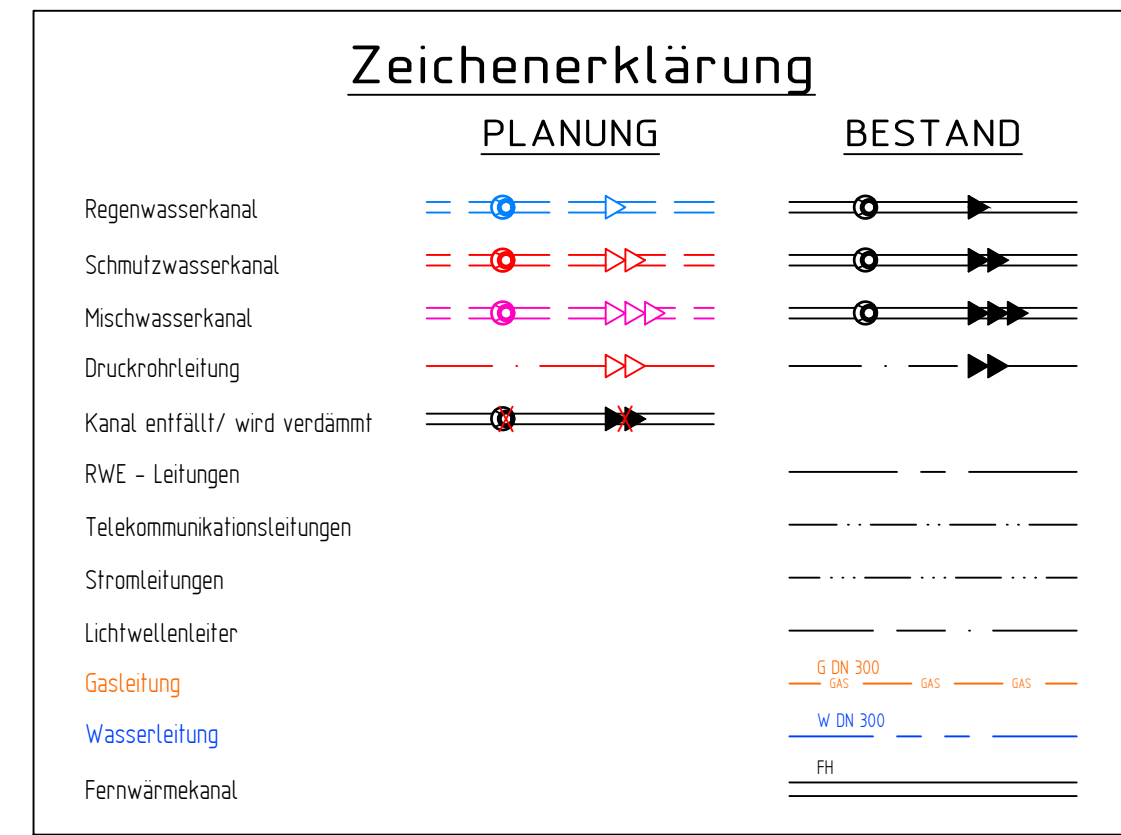 Zeichenerklärung
PLANUNG BESTAND
Regenwasserkanal
Schmutzwasserkanal
Mischwasserkanal
Druckrohrleitung
Kanal entfällt/ wird verdämmt
RWE - Leitungen
Telekommunikationsleitungen
Stromleitungen
Lichtwellenleiter
G DN 300
Gasleitung GAS GAS GAS
W DN 300
Wasserleitung
FH
Fernwärmekanal